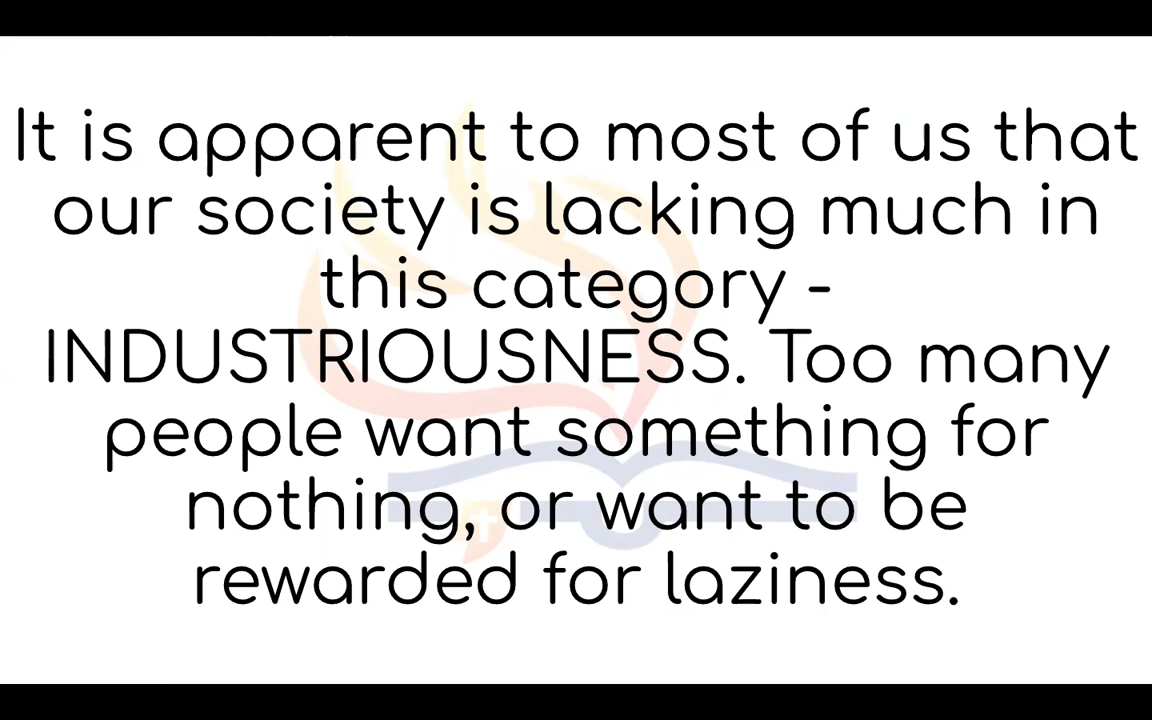 It is apparent to most of us that
our society is lacking much in
this category -
INDUSTRIOUSNESS. Too many
people want something for
nothing, or want to be
rewarded for laziness.